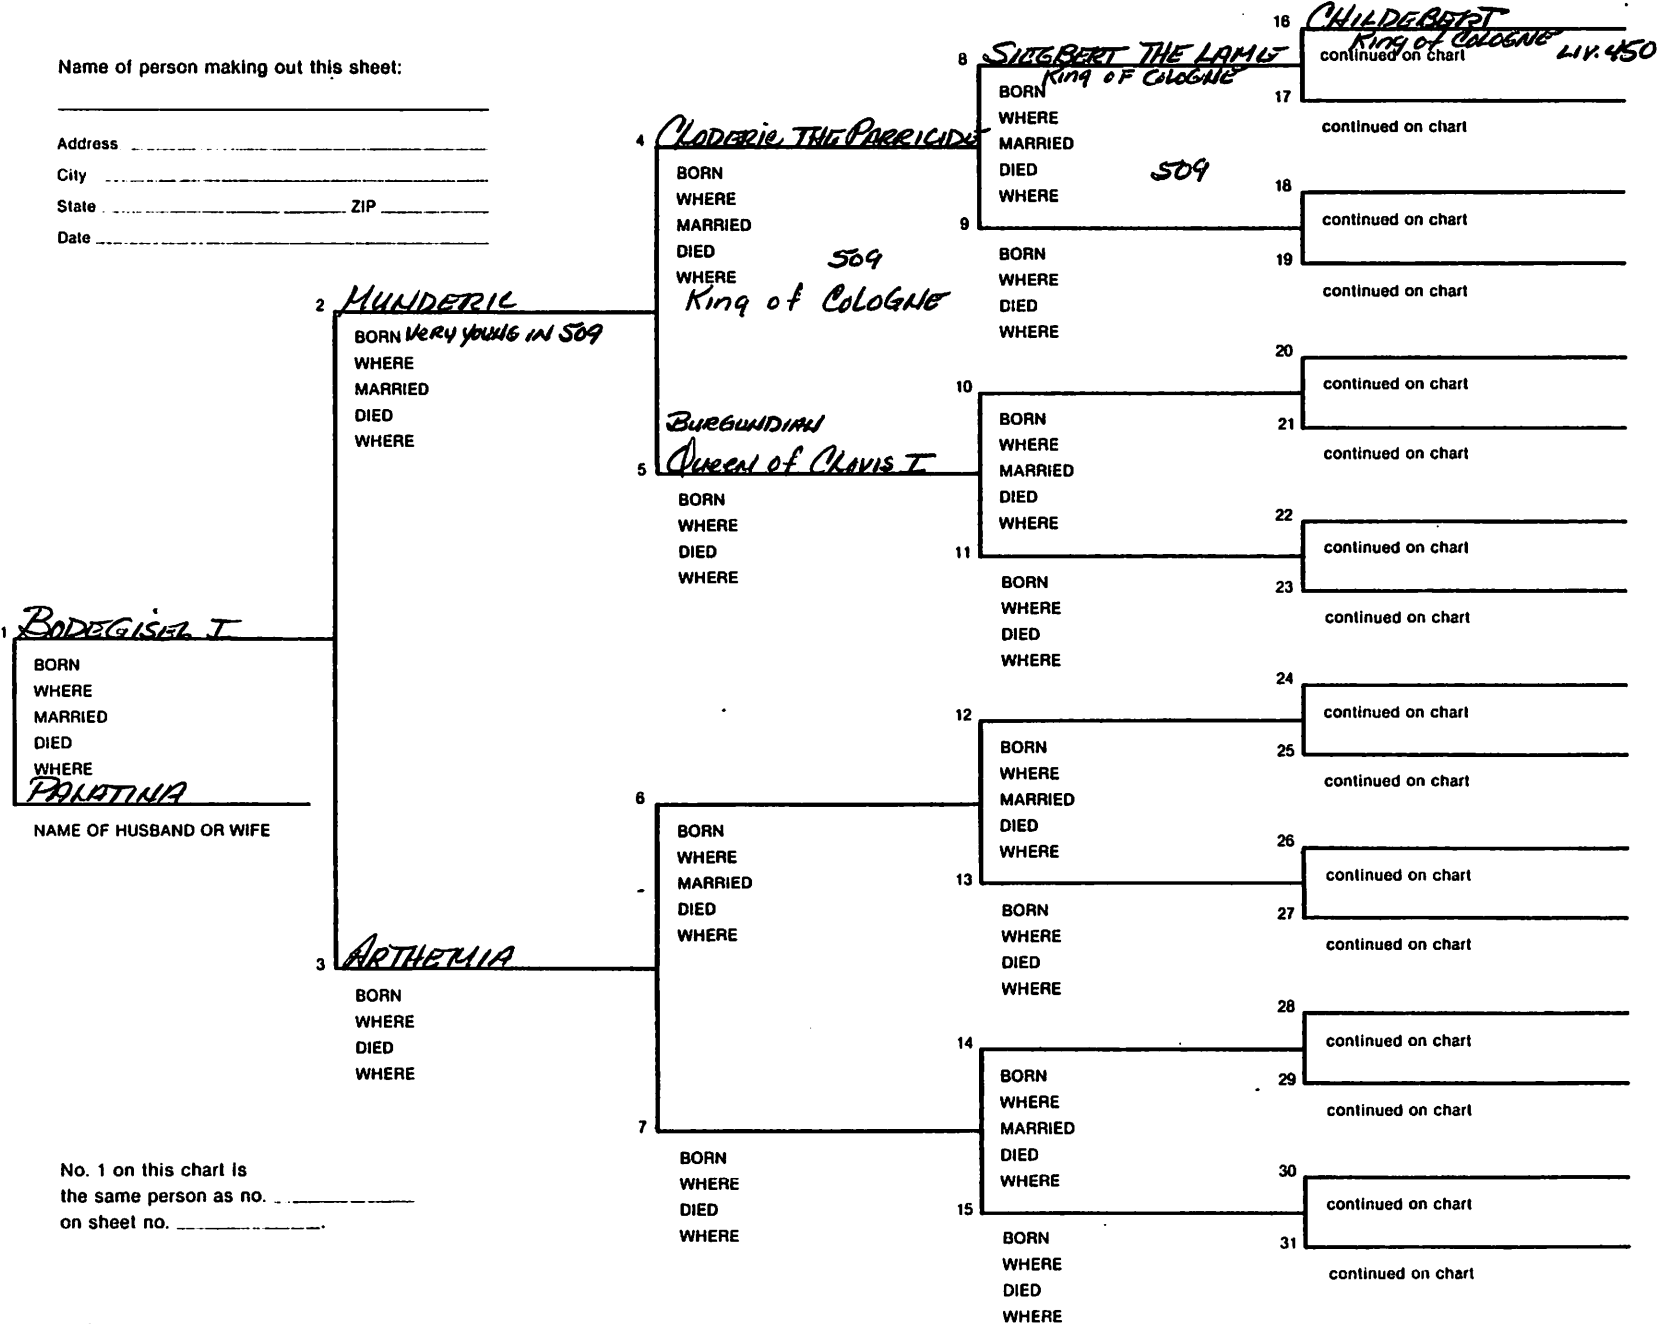 Name of person making out this sheet:
Address
City
State ZIP
Date
1 BODEGISEL I
BORN
WHERE
MARRIED
DIED
WHERE
PALATINA
NAME OF HUSBAND OR WIFE
No. 1 on this chart is
the same person as no.
on sheet no. .
2 MUNDERIC
BORN VERY YOUNG IN 509
WHERE
MARRIED
DIED
WHERE
3 ARTHEMIA
BORN
WHERE
DIED
WHERE
4 CLODERIC THE PARRICIDE
BORN
WHERE
MARRIED
DIED 509
WHERE
King of COLOGNE
BURGUNDIAN
5 Queen of CLOVIS I
BORN
WHERE
DIED
WHERE
6
BORN
WHERE
MARRIED
DIED
WHERE
7
BORN
WHERE
DIED
WHERE
8 SIEGBERT THE LAME
King OF COLOGNE
BORN
WHERE
MARRIED
DIED 509
WHERE
9
BORN
WHERE
DIED
WHERE
10
BORN
WHERE
MARRIED
DIED
WHERE
11
BORN
WHERE
DIED
WHERE
12
BORN
WHERE
MARRIED
DIED
WHERE
13
BORN
WHERE
DIED
WHERE
14
BORN
WHERE
MARRIED
DIED
WHERE
15
BORN
WHERE
DIED
WHERE
16 CHILDEBERT
King of COLOGNE LIV. 450
continued on chart
17
continued on chart
18
continued on chart
19
continued on chart
20
continued on chart
21
continued on chart
22
continued on chart
23
continued on chart
24
continued on chart
25
continued on chart
26
continued on chart
27
continued on chart
28
continued on chart
29
continued on chart
30
continued on chart
31
continued on chart